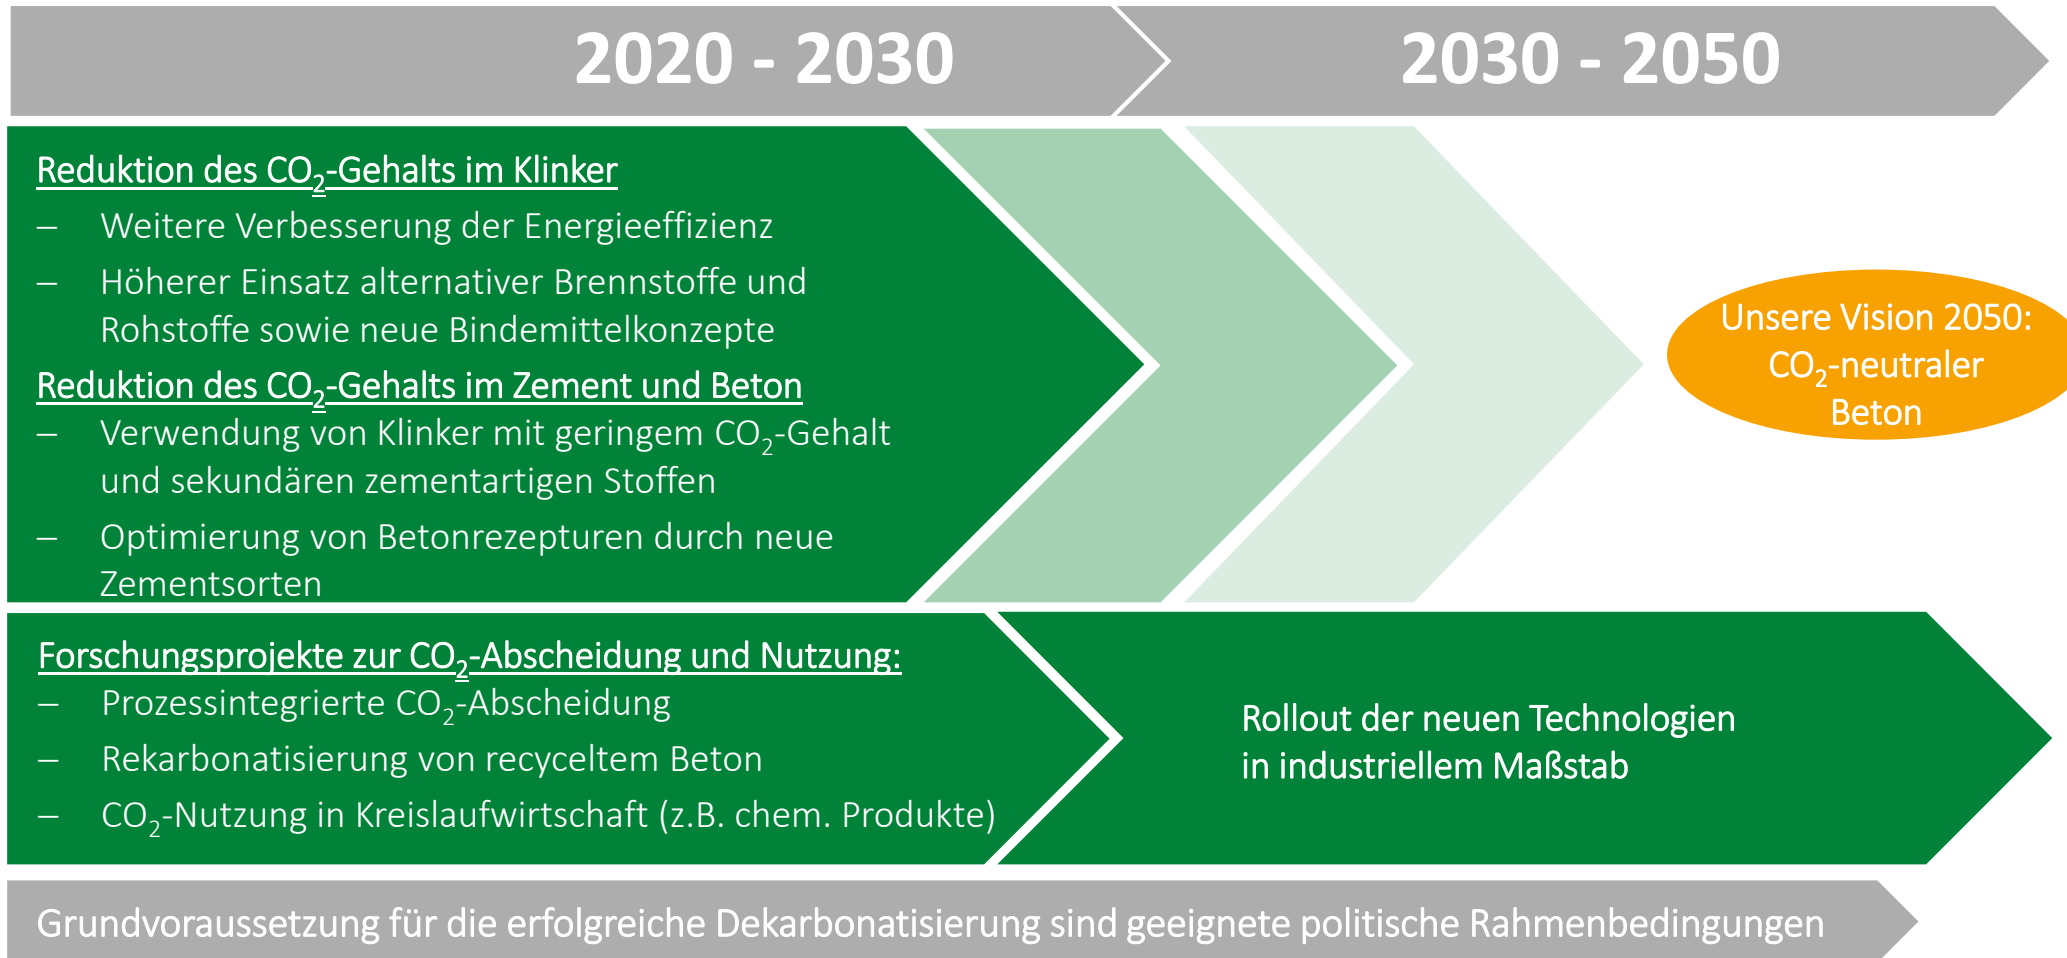 2020 - 2030
2030 - 2050
Reduktion des CO₂-Gehalts im Klinker
– Weitere Verbesserung der Energieeffizienz
– Höherer Einsatz alternativer Brennstoffe und
Rohstoffe sowie neue Bindemittelkonzepte
Reduktion des CO₂-Gehalts im Zement und Beton
– Verwendung von Klinker mit geringem CO₂-Gehalt
und sekundären zementartigen Stoffen
– Optimierung von Betonrezepturen durch neue
Zementsorten
Unsere Vision 2050:
CO₂-neutraler
Beton
Forschungsprojekte zur CO₂-Abscheidung und Nutzung:
– Prozessintegrierte CO₂-Abscheidung
– Rekarbonatisierung von recyceltem Beton
– CO₂-Nutzung in Kreislaufwirtschaft (z.B. chem. Produkte)
Rollout der neuen Technologien
in industriellem Maßstab
Grundvoraussetzung für die erfolgreiche Dekarbonatisierung sind geeignete politische Rahmenbedingungen